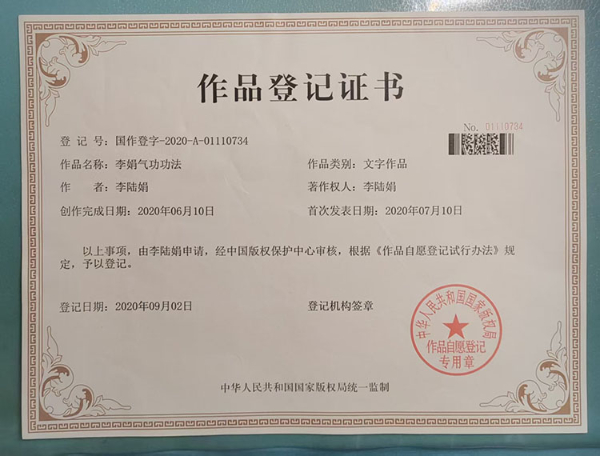 作品登记证书
No. 01110734
登 记 号：国作登字-2020-A-01110734
作品名称：李娟气功功法 作品类别：文字作品
作 者：李陆娟 著作权人：李陆娟
创作完成日期：2020年06月10日 首次发表日期：2020年07月10日
以上事项，由李陆娟申请，经中国版权保护中心审核，根据《作品自愿登记试行办法》规
定，予以登记。
登记日期：2020年09月02日 登记机构签章
中华人民共和国国家版权局
作品自愿登记
专用章
中华人民共和国国家版权局统一监制